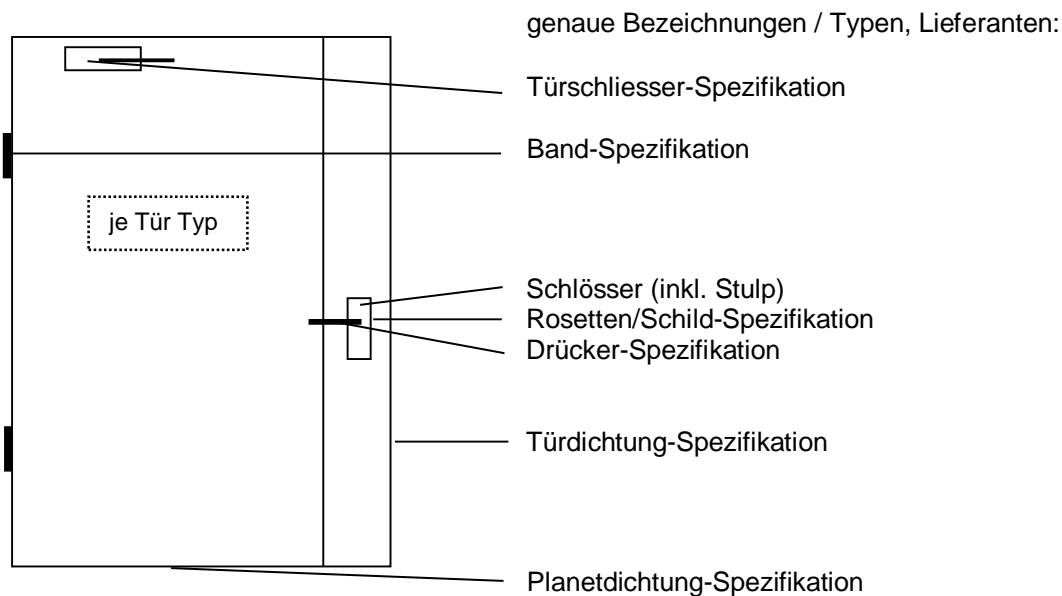 genaue Bezeichnungen / Typen, Lieferanten:
Türschliesser-Spezifikation
Band-Spezifikation
je Tür Typ
Schlösser (inkl. Stulp)
Rosetten/Schild-Spezifikation
Drücker-Spezifikation
Türdichtung-Spezifikation
Planetdichtung-Spezifikation